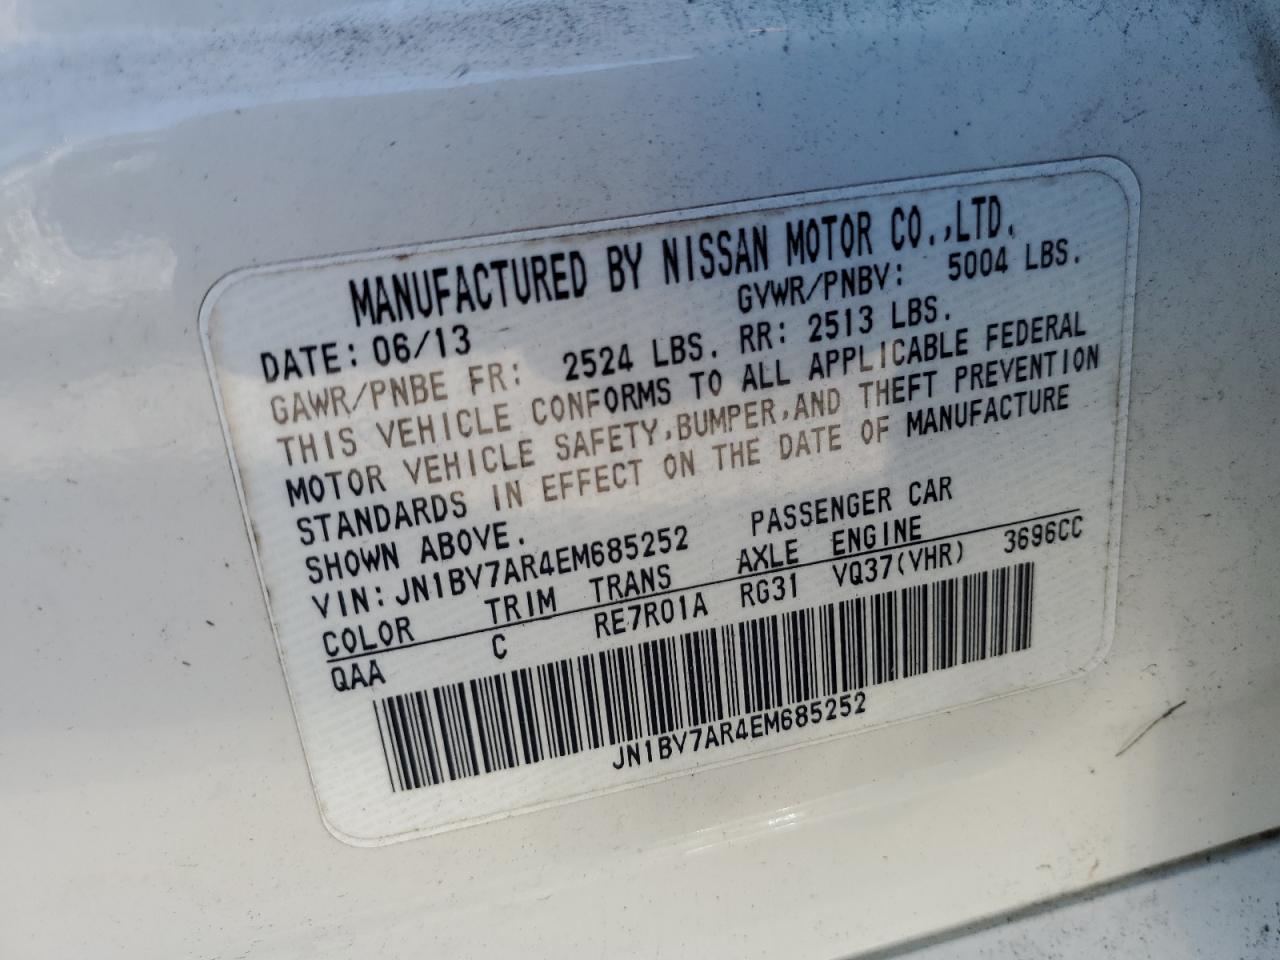 MANUFACTURED BY NISSAN MOTOR CO.,LTD.
DATE: 06/13 GVWR/PNBV: 5004 LBS.
GAWR/PNBE FR: 2524 LBS. RR: 2513 LBS.
THIS VEHICLE CONFORMS TO ALL APPLICABLE FEDERAL
MOTOR VEHICLE SAFETY,BUMPER,AND THEFT PREVENTION
STANDARDS IN EFFECT ON THE DATE OF MANUFACTURE
SHOWN ABOVE.
VIN: JN1BV7AR4EM685252 PASSENGER CAR
COLOR TRIM TRANS AXLE ENGINE
QAA C RE7R01A RG31 VQ37(VHR) 3696CC
JN1BV7AR4EM685252